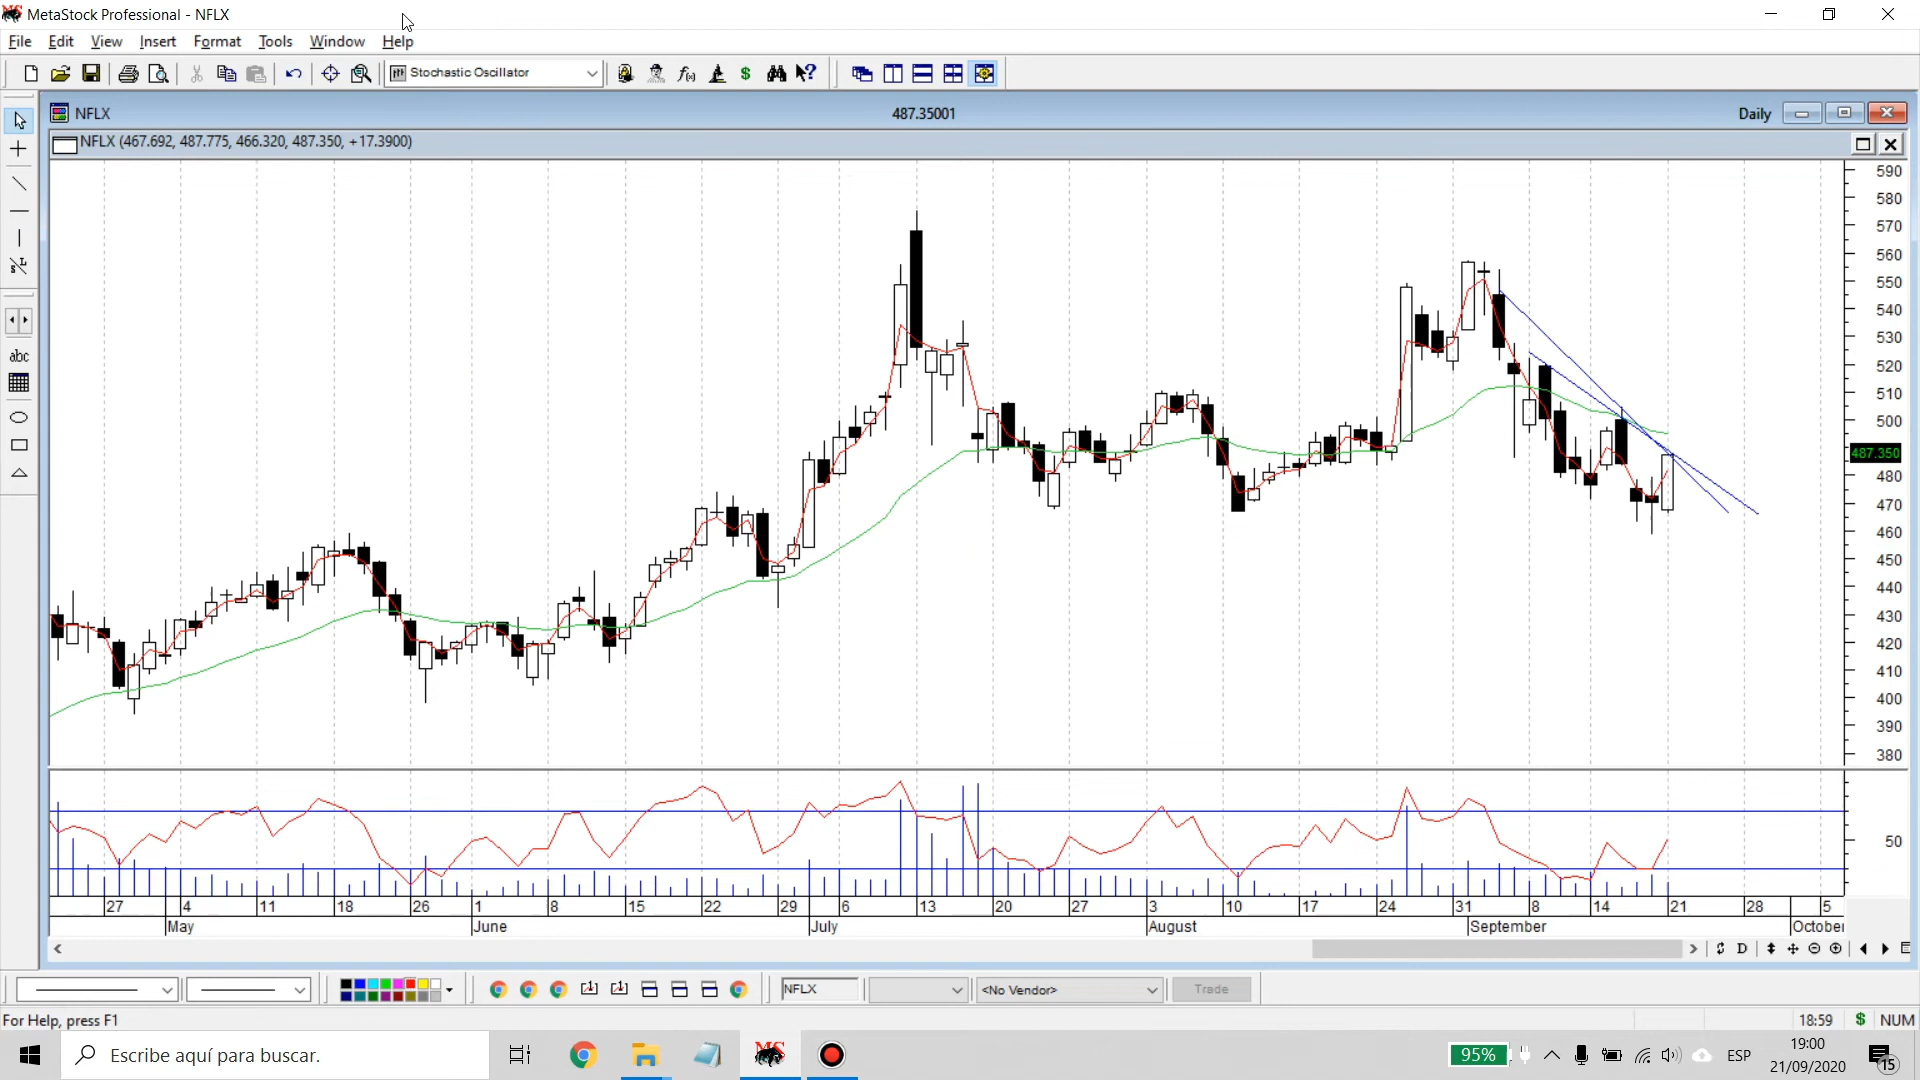 MetaStock Professional - NFLX
File Edit View Insert Format Tools Window Help
Stochastic Oscillator
NFLX 487.35001 Daily
NFLX (467.692, 487.775, 466.320, 487.350, +17.3900)
abc
590
580
570
560
550
540
530
520
510
500
487.350
480
470
460
450
440
430
420
410
400
390
380
50
27 4 11 18 26 1 8 15 22 29 6 13 20 27 3 10 17 24 31 8 14 21 28 5
May June July August September October
D
NFLX <No Vendor> Trade
For Help, press F1 18:59 $ NUM
Escribe aquí para buscar. 95% ESP 19:00
21/09/2020 15